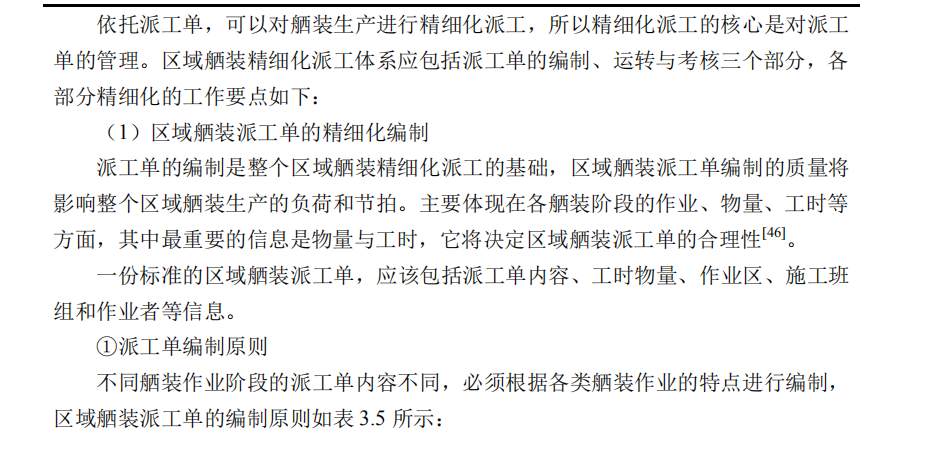 依托派工单，可以对舾装生产进行精细化派工，所以精细化派工的核心是对派工
单的管理。区域舾装精细化派工体系应包括派工单的编制、运转与考核三个部分，各
部分精细化的工作要点如下：
（1）区域舾装派工单的精细化编制
派工单的编制是整个区域舾装精细化派工的基础，区域舾装派工单编制的质量将
影响整个区域舾装生产的负荷和节拍。主要体现在各舾装阶段的作业、物量、工时等
方面，其中最重要的信息是物量与工时，它将决定区域舾装派工单的合理性[46]。
一份标准的区域舾装派工单，应该包括派工单内容、工时物量、作业区、施工班
组和作业者等信息。
①派工单编制原则
不同舾装作业阶段的派工单内容不同，必须根据各类舾装作业的特点进行编制，
区域舾装派工单的编制原则如表 3.5 所示：